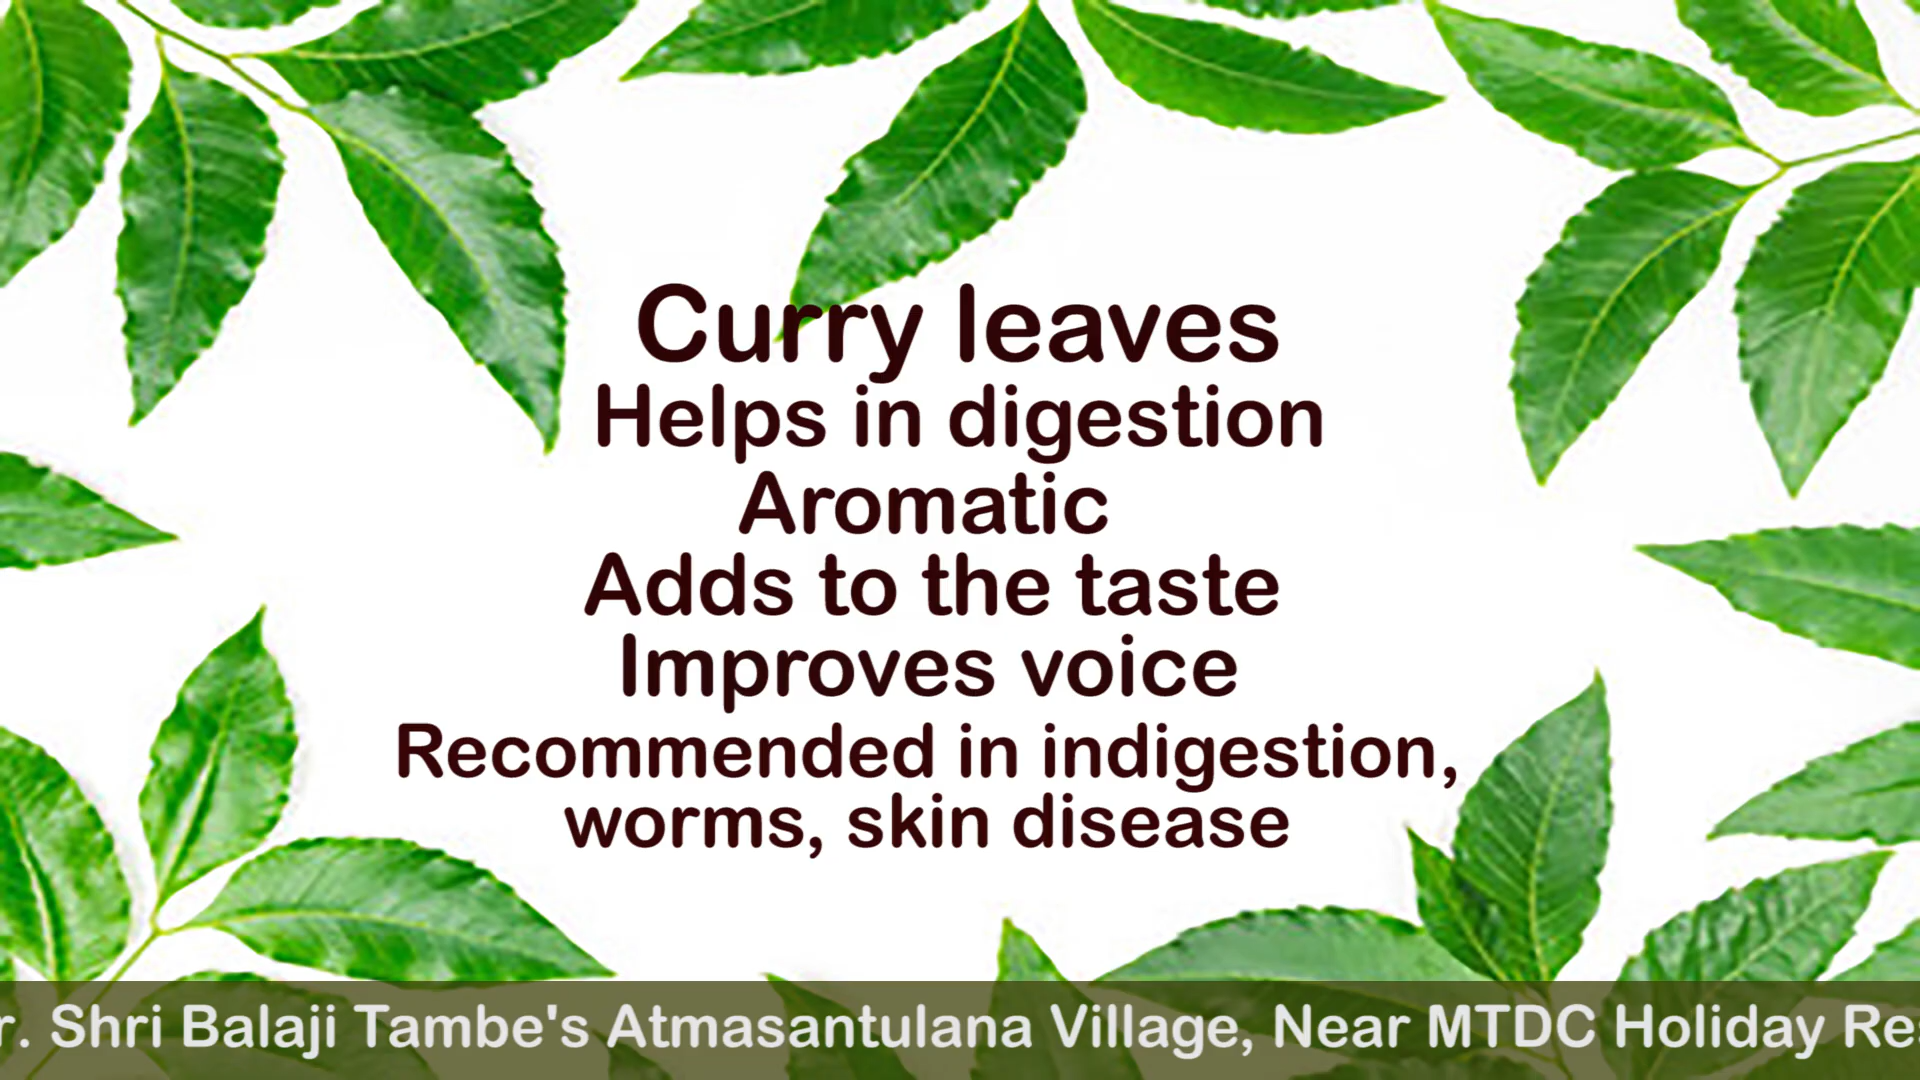 Curry leaves
Helps in digestion
Aromatic
Adds to the taste
Improves voice
Recommended in indigestion,
worms, skin disease
r. Shri Balaji Tambe's Atmasantulana Village, Near MTDC Holiday